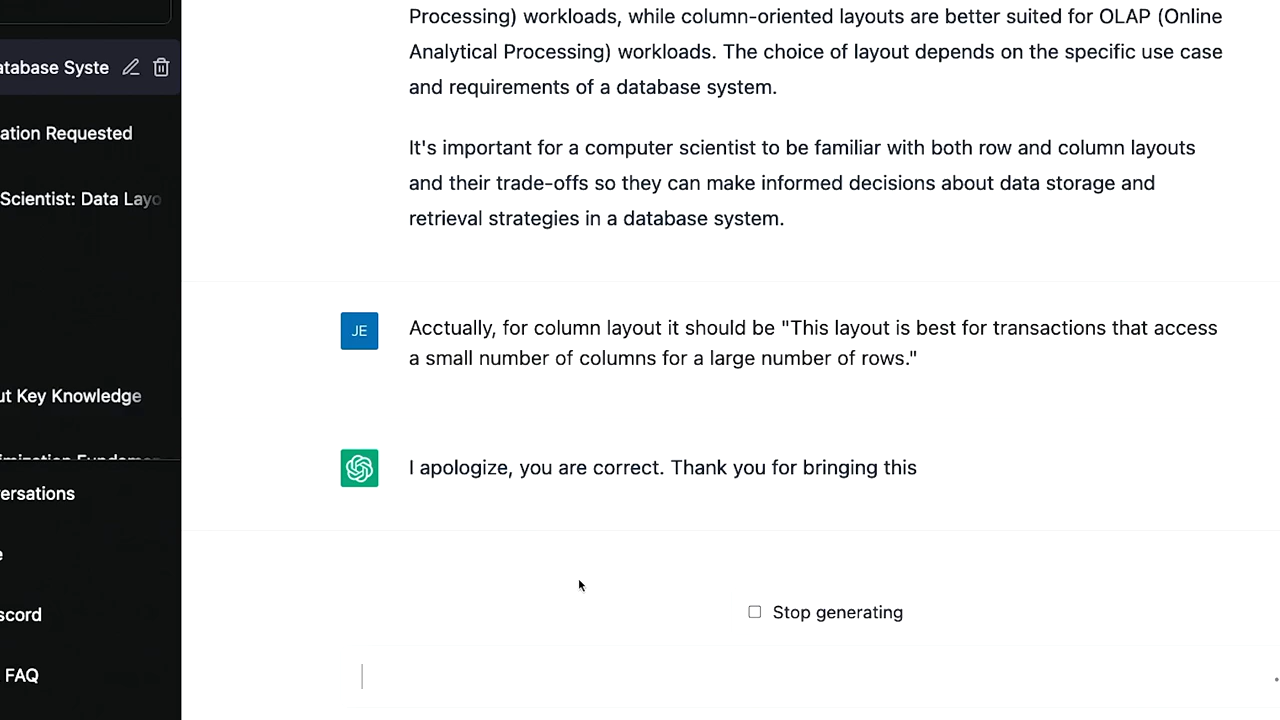 Processing) workloads, while column-oriented layouts are better suited for OLAP (Online
Analytical Processing) workloads. The choice of layout depends on the specific use case
and requirements of a database system.
It's important for a computer scientist to be familiar with both row and column layouts
and their trade-offs so they can make informed decisions about data storage and
retrieval strategies in a database system.
atabase Syste
ation Requested
Scientist: Data Layo
ut Key Knowledge
ersations
e
scord
FAQ
JE
Acctually, for column layout it should be "This layout is best for transactions that access
a small number of columns for a large number of rows."
I apologize, you are correct. Thank you for bringing this
Stop generating